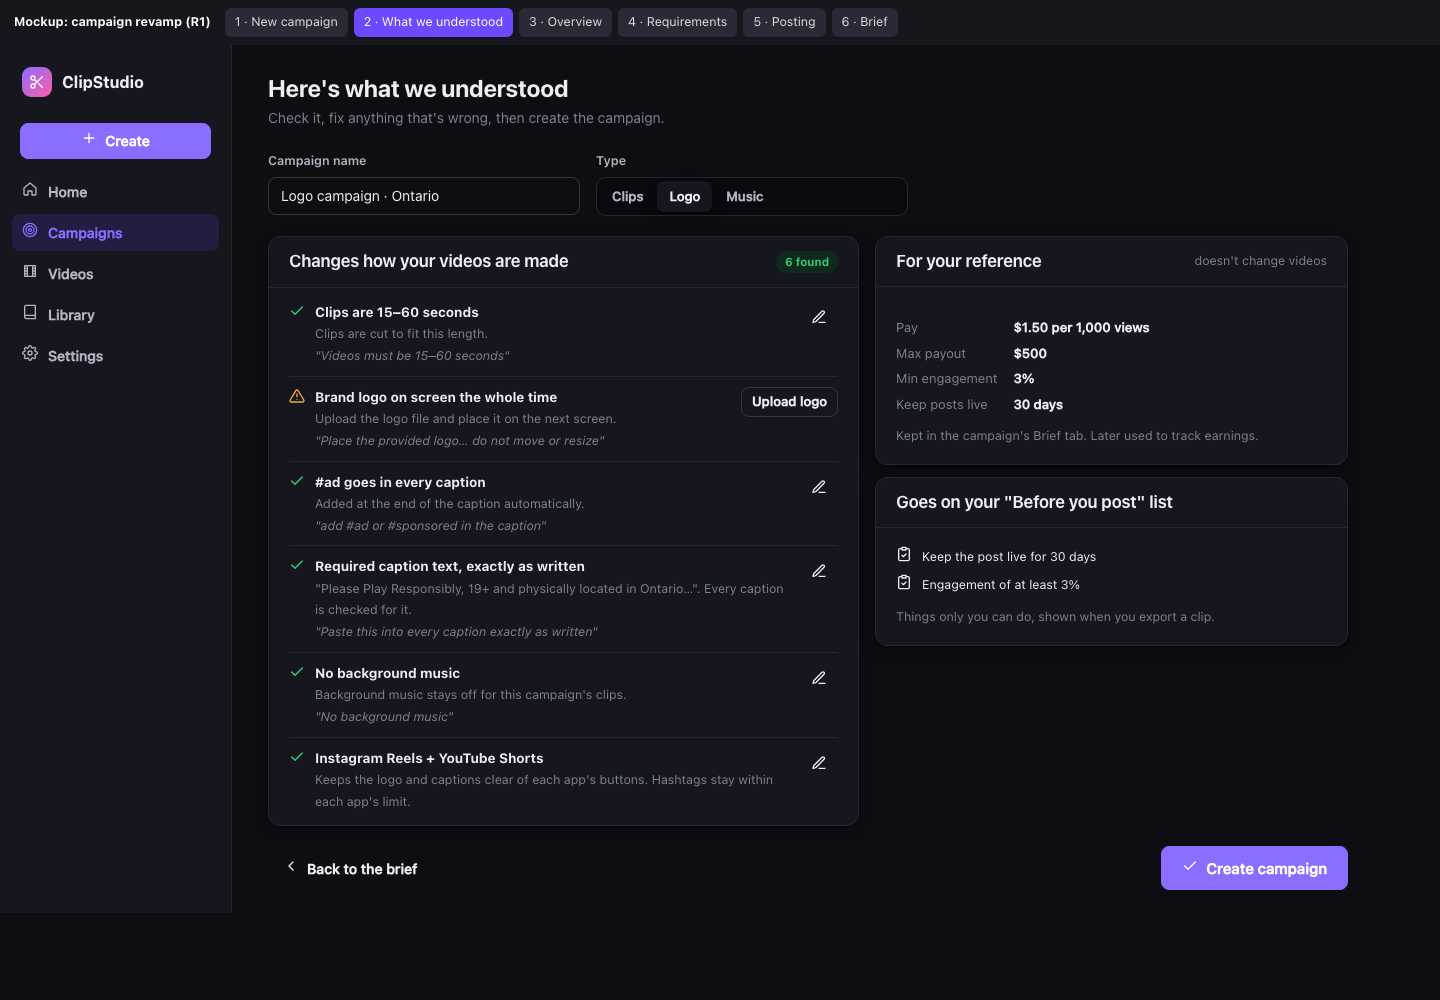 Mockup: campaign revamp (R1)
1 · New campaign
2 · What we understood
3 · Overview
4 · Requirements
5 · Posting
6 · Brief
ClipStudio
Create
Home
Campaigns
Videos
Library
Settings
Here's what we understood
Check it, fix anything that's wrong, then create the campaign.
Campaign name
Logo campaign · Ontario
Type
Clips
Logo
Music
Changes how your videos are made
6 found
Clips are 15–60 seconds
Clips are cut to fit this length.
"Videos must be 15–60 seconds"
Brand logo on screen the whole time
Upload the logo file and place it on the next screen.
"Place the provided logo… do not move or resize"
Upload logo
#ad goes in every caption
Added at the end of the caption automatically.
"add #ad or #sponsored in the caption"
Required caption text, exactly as written
"Please Play Responsibly, 19+ and physically located in Ontario…". Every caption
is checked for it.
"Paste this into every caption exactly as written"
No background music
Background music stays off for this campaign's clips.
"No background music"
Instagram Reels + YouTube Shorts
Keeps the logo and captions clear of each app's buttons. Hashtags stay within
each app's limit.
For your reference
doesn't change videos
Pay $1.50 per 1,000 views
Max payout $500
Min engagement 3%
Keep posts live 30 days
Kept in the campaign's Brief tab. Later used to track earnings.
Goes on your "Before you post" list
Keep the post live for 30 days
Engagement of at least 3%
Things only you can do, shown when you export a clip.
Back to the brief
Create campaign